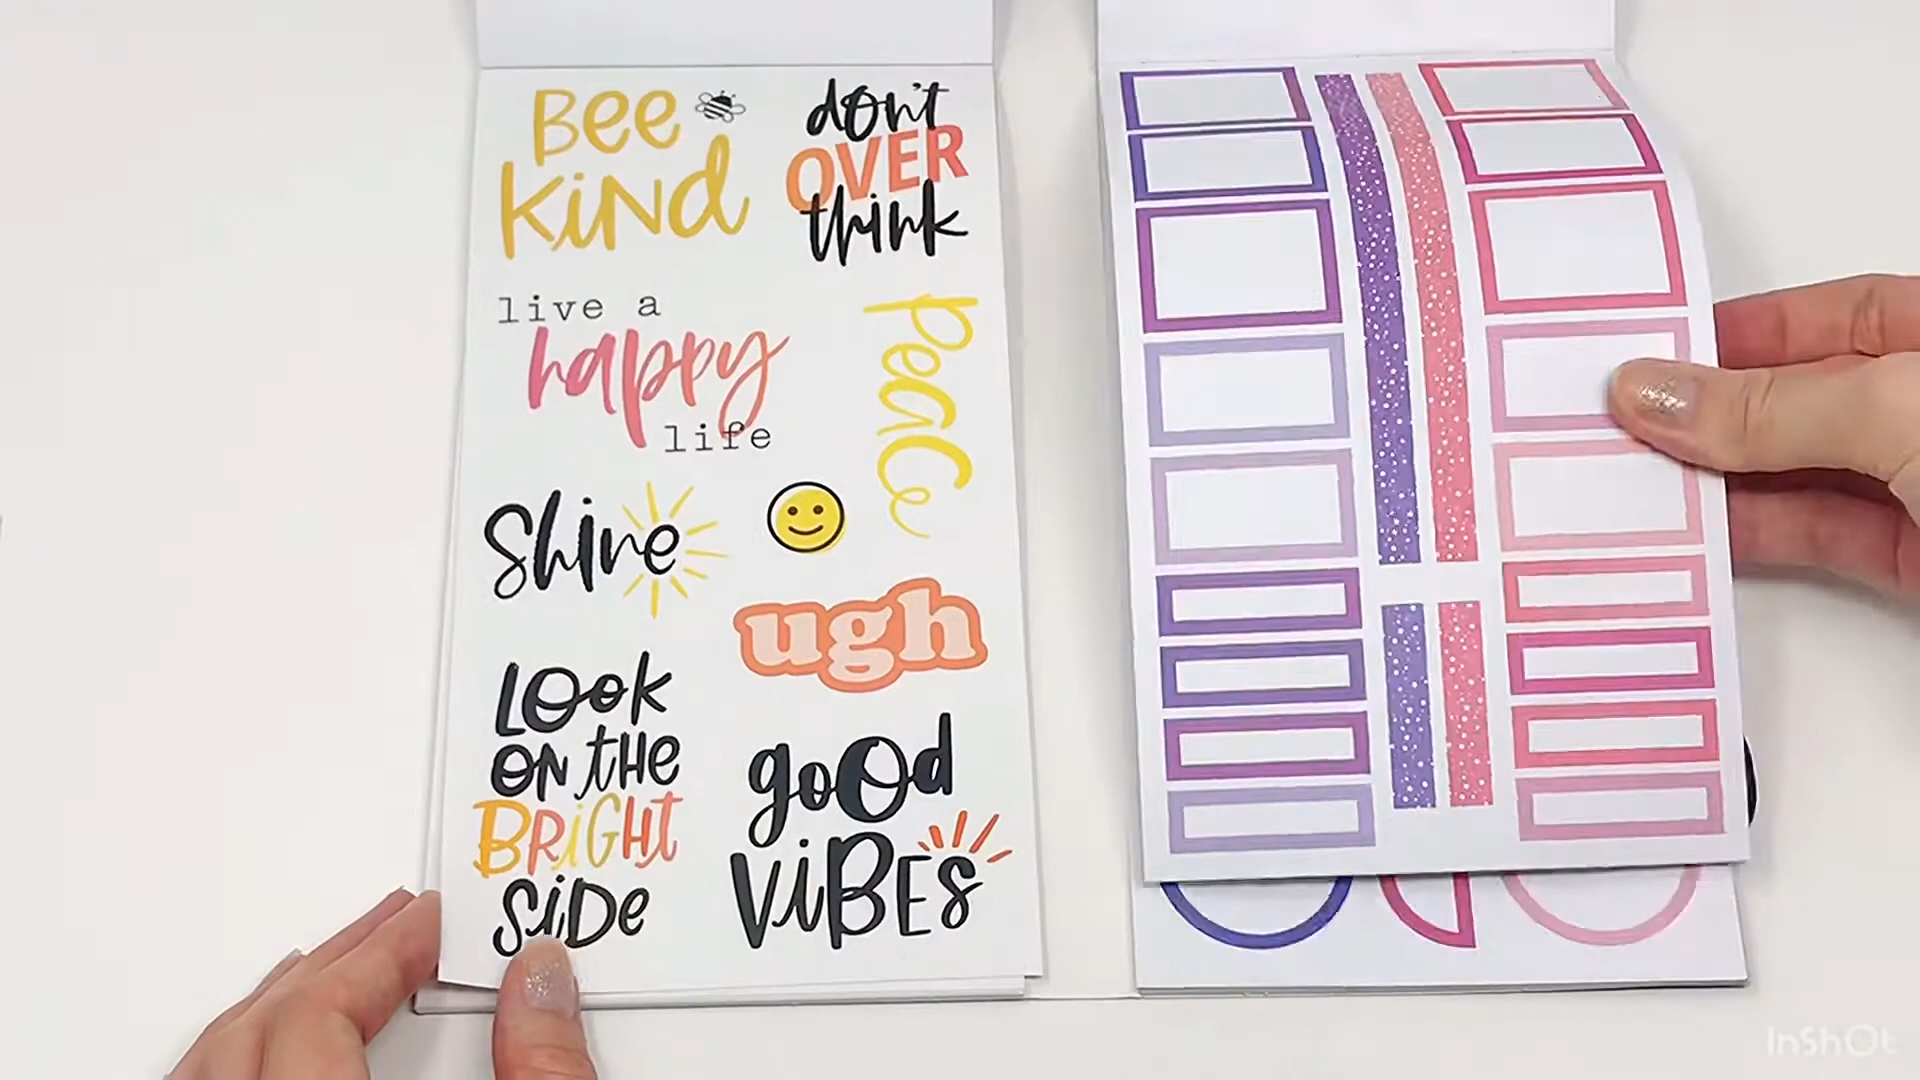 Bee
KiND
don't
OVER
think
live a
happy
life
Peace
Shine
ugh
LOOK
ON THE
BRiGHT
SiDe
good
ViBES
InShOt